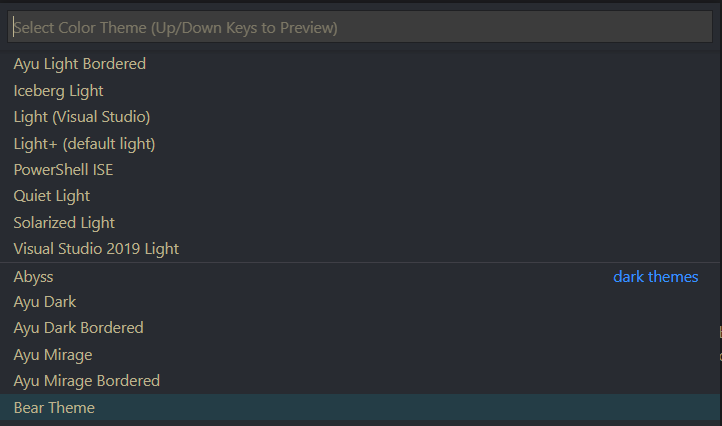 Select Color Theme (Up/Down Keys to Preview)
Ayu Light Bordered
Iceberg Light
Light (Visual Studio)
Light+ (default light)
PowerShell ISE
Quiet Light
Solarized Light
Visual Studio 2019 Light
Abyss dark themes
Ayu Dark
Ayu Dark Bordered
Ayu Mirage
Ayu Mirage Bordered
Bear Theme